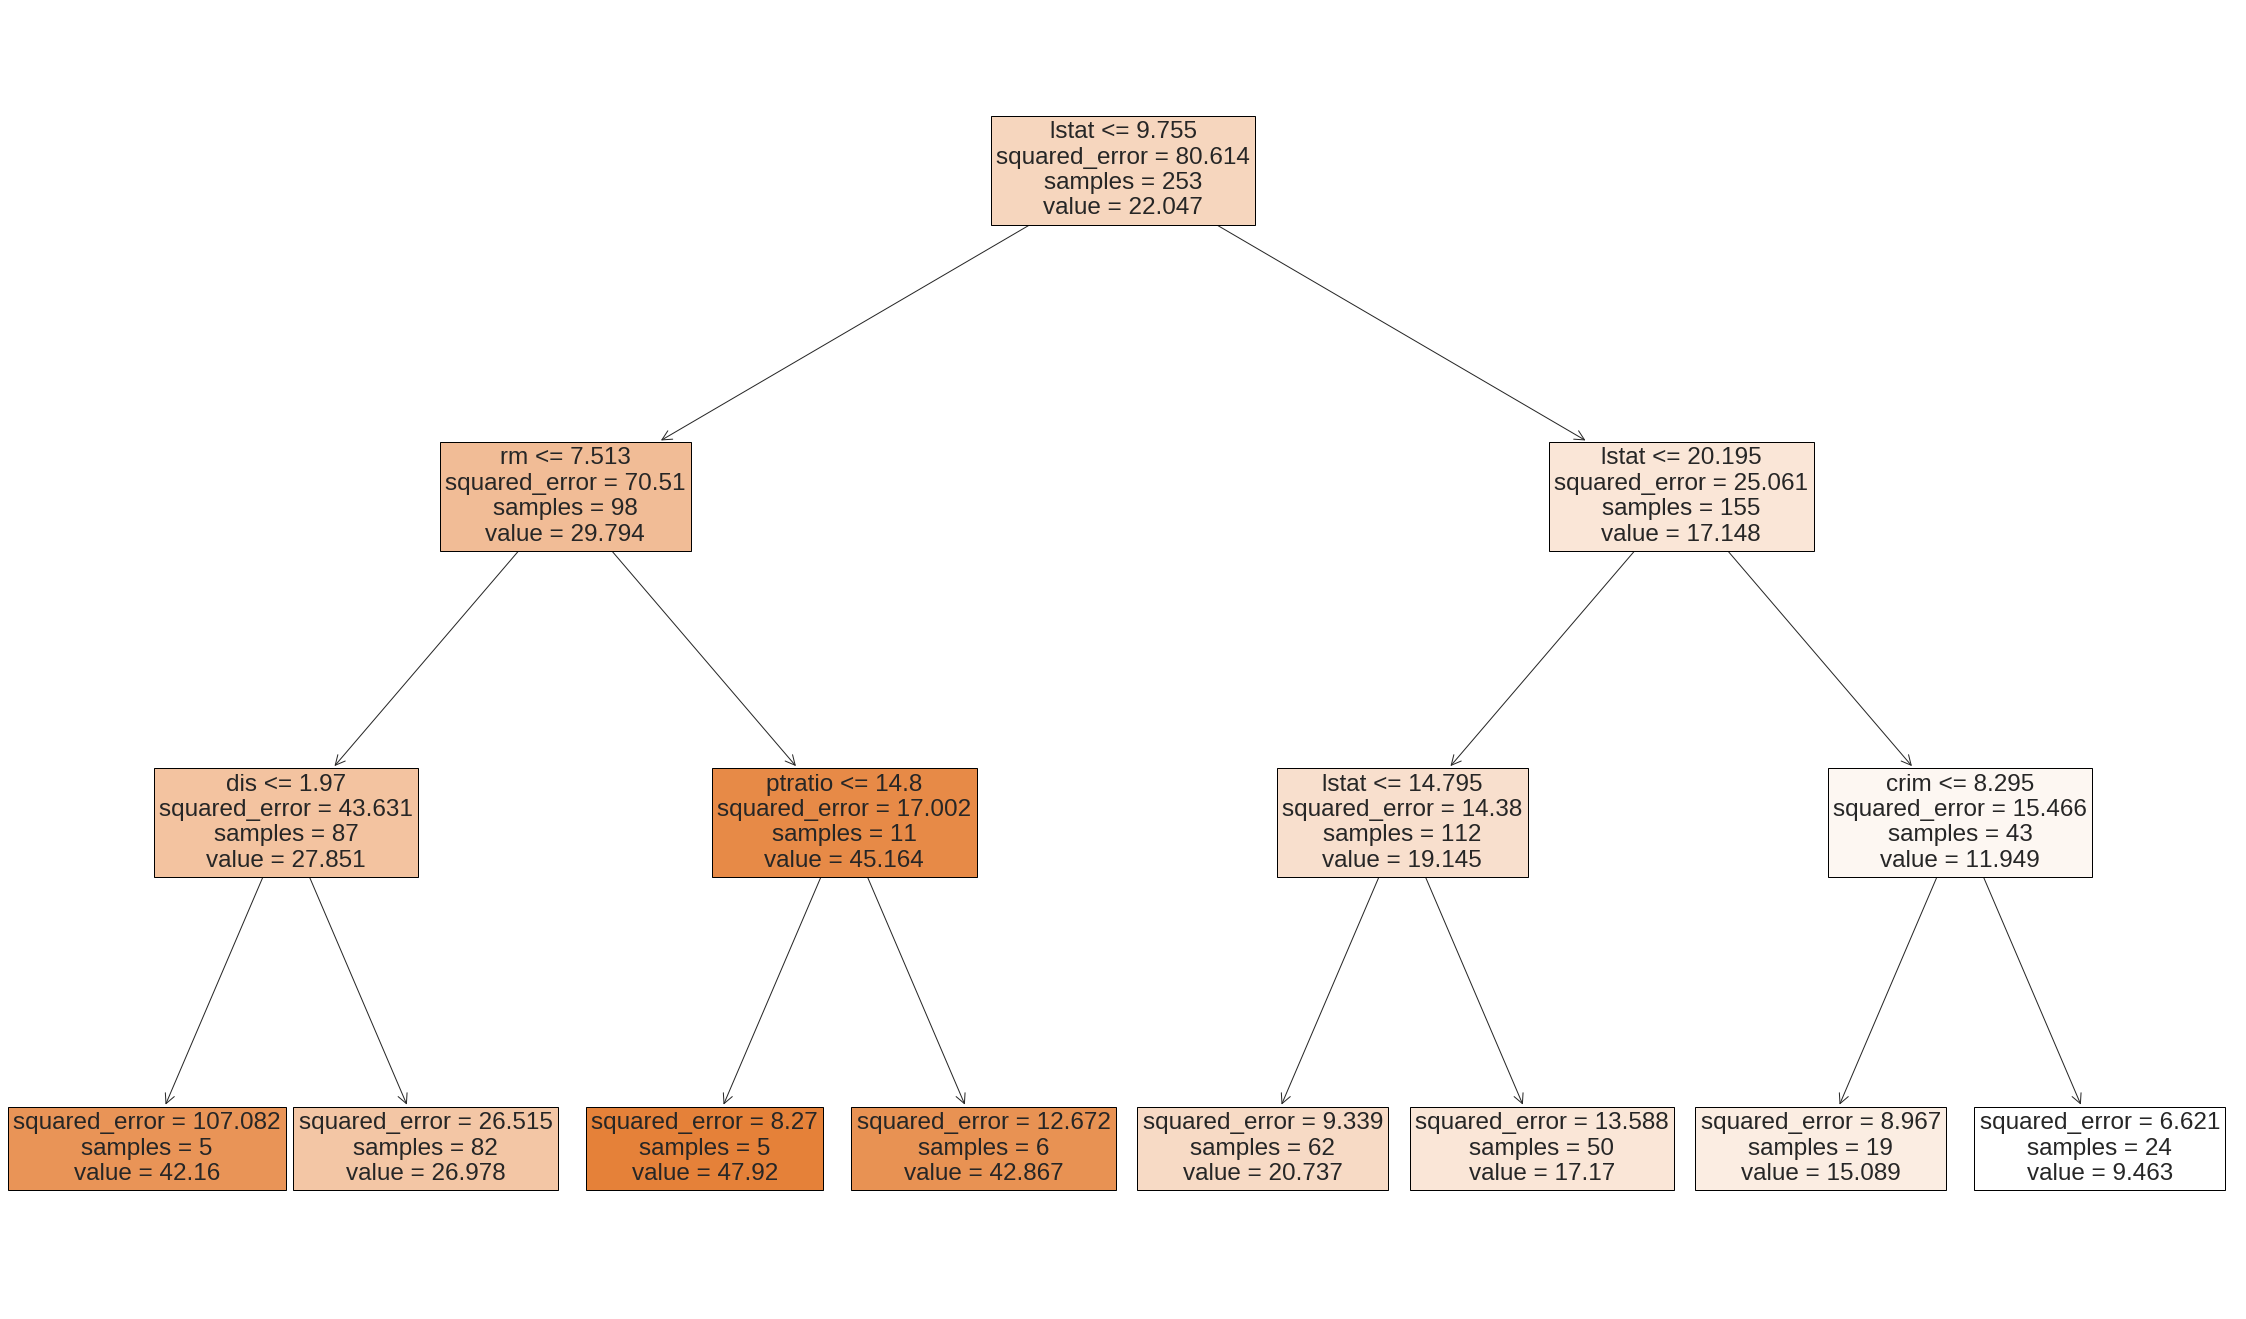 lstat <= 9.755
squared_error = 80.614
samples = 253
value = 22.047
rm <= 7.513
squared_error = 70.51
samples = 98
value = 29.794
lstat <= 20.195
squared_error = 25.061
samples = 155
value = 17.148
dis <= 1.97
squared_error = 43.631
samples = 87
value = 27.851
ptratio <= 14.8
squared_error = 17.002
samples = 11
value = 45.164
lstat <= 14.795
squared_error = 14.38
samples = 112
value = 19.145
crim <= 8.295
squared_error = 15.466
samples = 43
value = 11.949
squared_error = 107.082
samples = 5
value = 42.16
squared_error = 26.515
samples = 82
value = 26.978
squared_error = 8.27
samples = 5
value = 47.92
squared_error = 12.672
samples = 6
value = 42.867
squared_error = 9.339
samples = 62
value = 20.737
squared_error = 13.588
samples = 50
value = 17.17
squared_error = 8.967
samples = 19
value = 15.089
squared_error = 6.621
samples = 24
value = 9.463